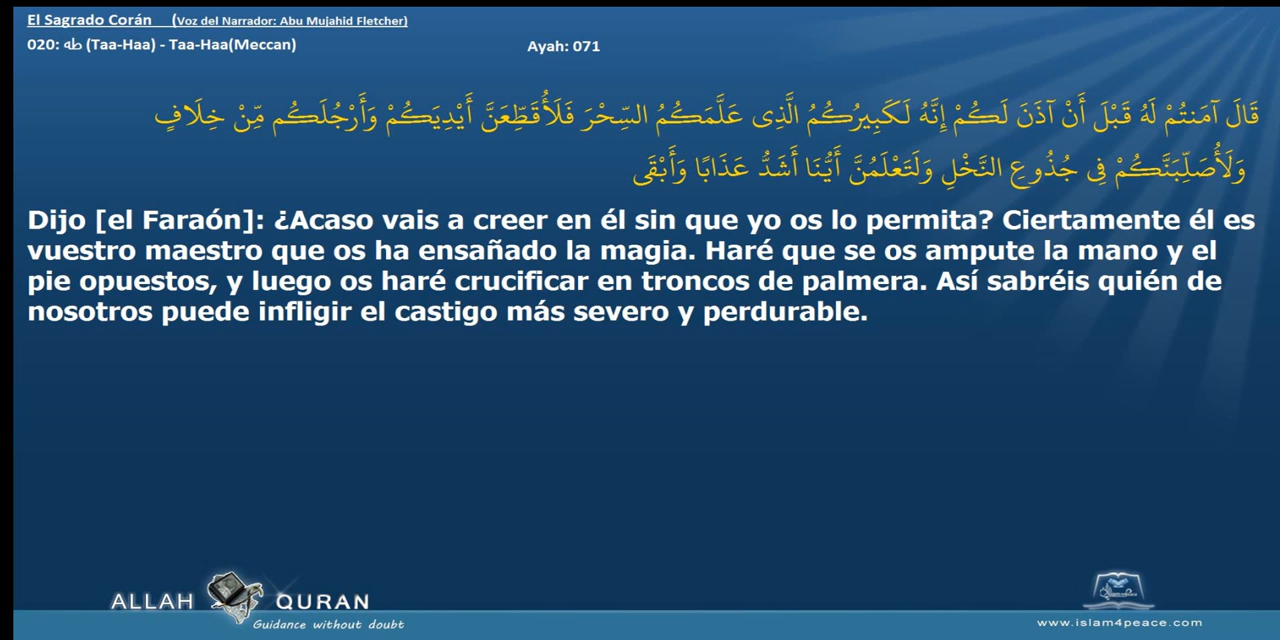 El Sagrado Corán (Voz del Narrador: Abu Mujahid Fletcher)
020: طه (Taa-Haa) - Taa-Haa(Meccan) Ayah: 071
قَالَ آمَنتُمْ لَهُ قَبْلَ أَنْ آذَنَ لَكُمْ إِنَّهُ لَكَبِيرُكُمُ الَّذِى عَلَّمَكُمُ السِّحْرَ فَلَأُقَطِّعَنَّ أَيْدِيَكُمْ وَأَرْجُلَكُم مِّنْ خِلَافٍ
وَلَأُصَلِّبَنَّكُمْ فِى جُذُوعِ النَّخْلِ وَلَتَعْلَمُنَّ أَيُّنَا أَشَدُّ عَذَابًا وَأَبْقَى
Dijo [el Faraón]: ¿Acaso vais a creer en él sin que yo os lo permita? Ciertamente él es
vuestro maestro que os ha ensañado la magia. Haré que se os ampute la mano y el
pie opuestos, y luego os haré crucificar en troncos de palmera. Así sabréis quién de
nosotros puede infligir el castigo más severo y perdurable.
ALLAH QURAN
Guidance without doubt
www.islam4peace.com